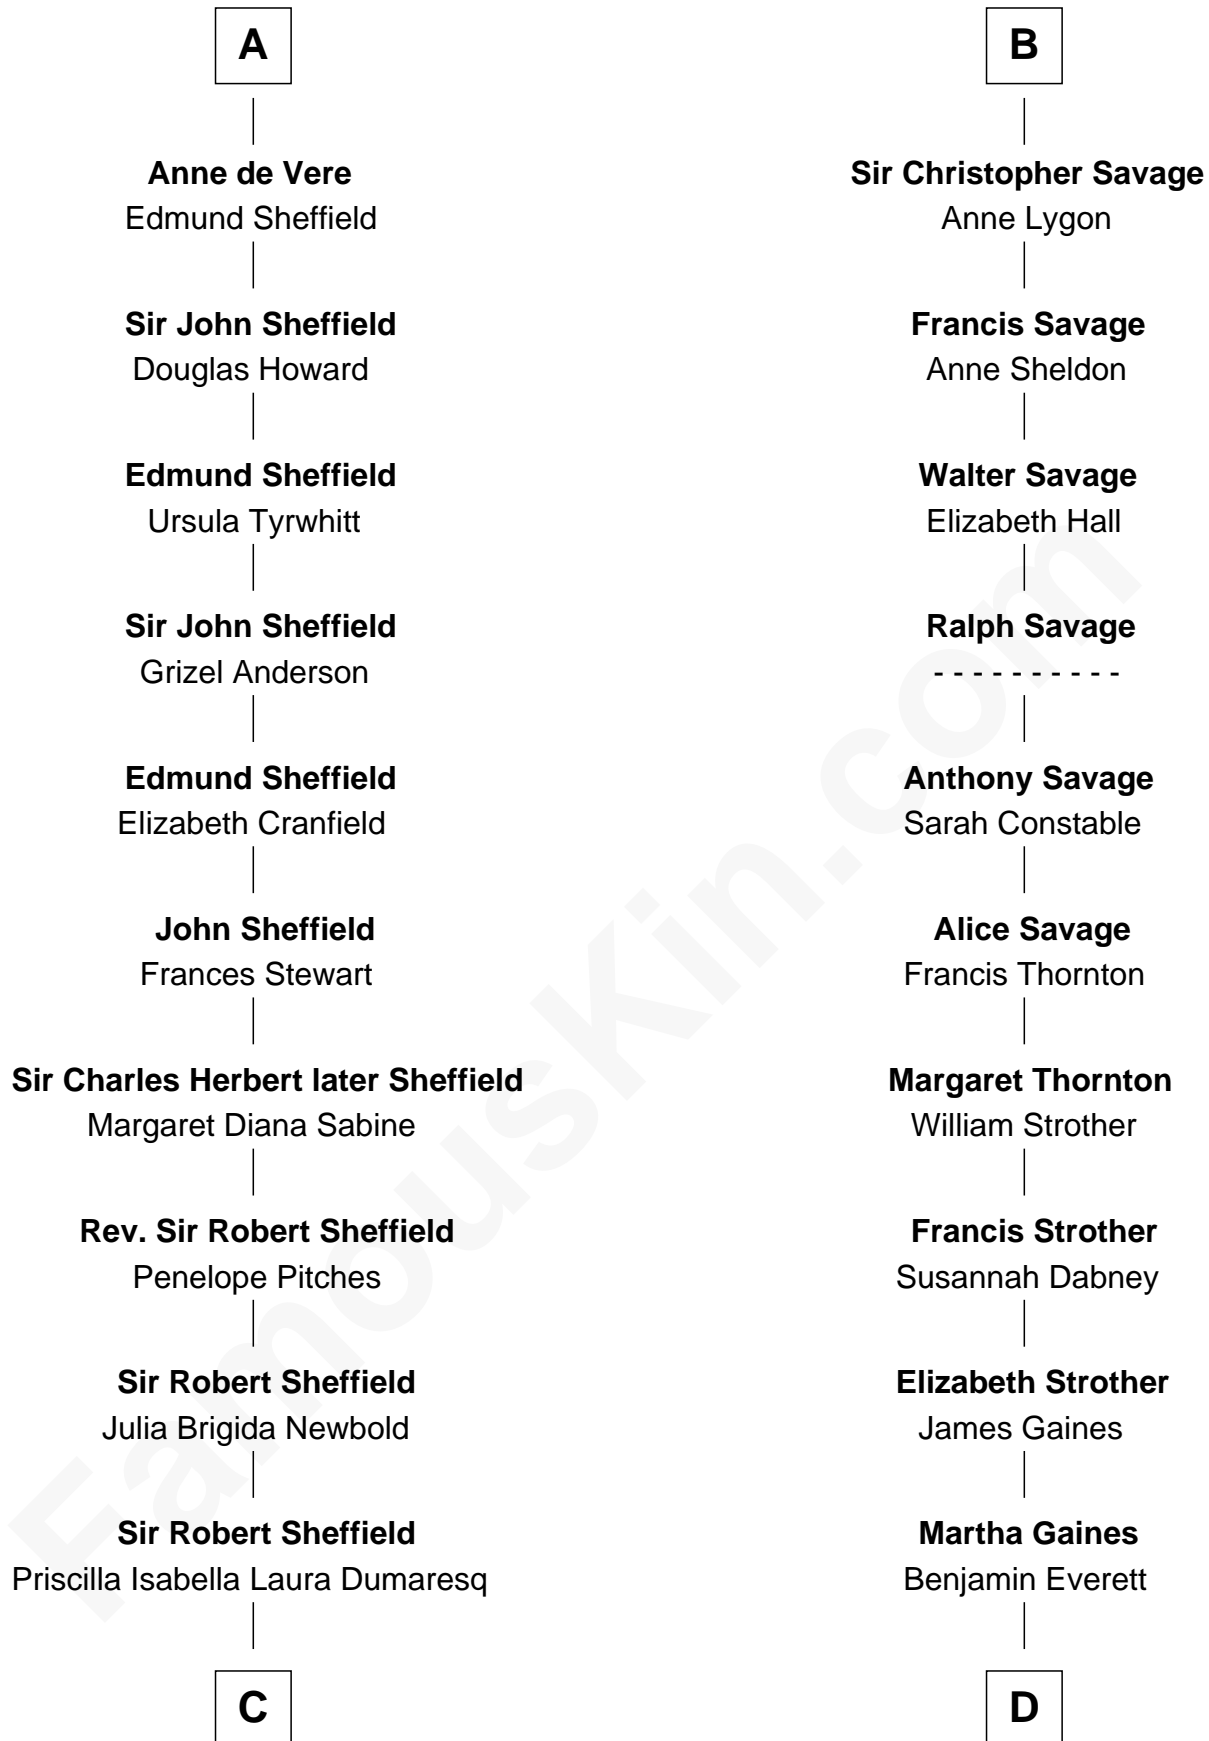 A
Anne de Vere
Edmund Sheffield
Sir John Sheffield
Douglas Howard
Edmund Sheffield
Ursula Tyrwhitt
Sir John Sheffield
Grizel Anderson
Edmund Sheffield
Elizabeth Cranfield
John Sheffield
Frances Stewart
Sir Charles Herbert later Sheffield
Margaret Diana Sabine
Rev. Sir Robert Sheffield
Penelope Pitches
Sir Robert Sheffield
Julia Brigida Newbold
Sir Robert Sheffield
Priscilla Isabella Laura Dumaresq
C
B
Sir Christopher Savage
Anne Lygon
Francis Savage
Anne Sheldon
Walter Savage
Elizabeth Hall
Ralph Savage
- - - - - - - - - -
Anthony Savage
Sarah Constable
Alice Savage
Francis Thornton
Margaret Thornton
William Strother
Francis Strother
Susannah Dabney
Elizabeth Strother
James Gaines
Martha Gaines
Benjamin Everett
D
FamousKin.com